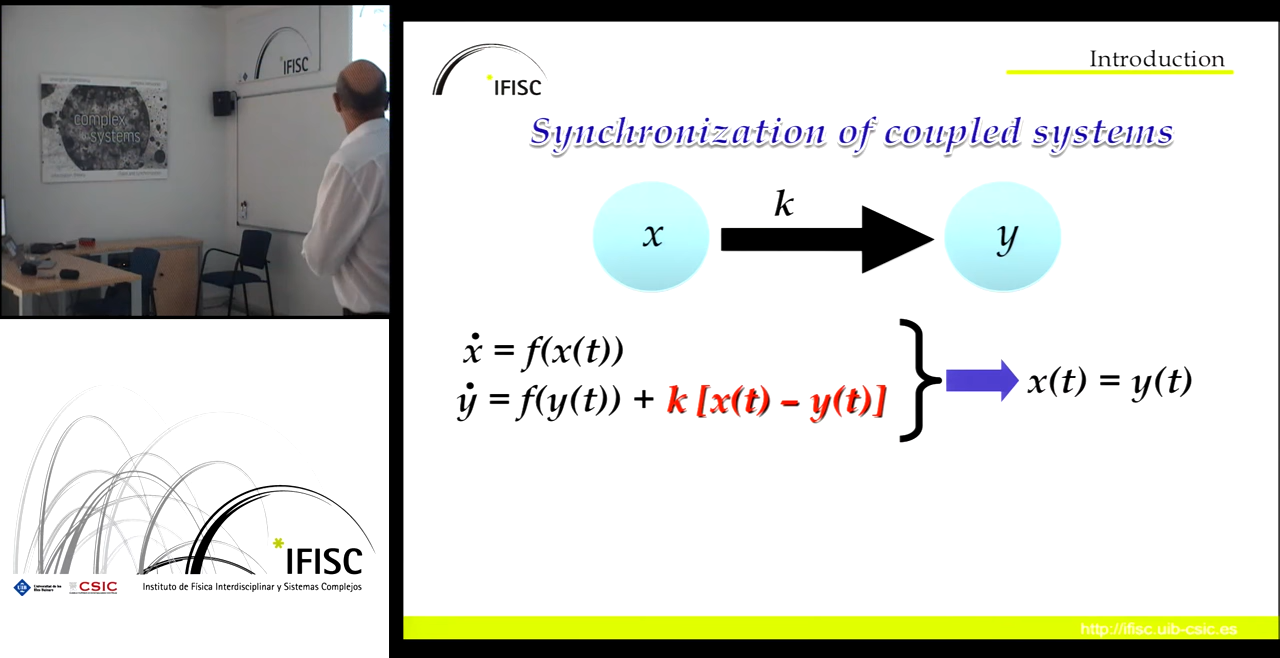 complex
systems
*IFISC
*IFISC
Introduction
Synchronization of coupled systems
x
k
y
ẋ = f(x(t))
ẏ = f(y(t)) + k [x(t) – y(t)]
x(t) = y(t)
*IFISC
UIB
CSIC
Instituto de Física Interdisciplinar y Sistemas Complejos
http://ifisc.uib-csic.es